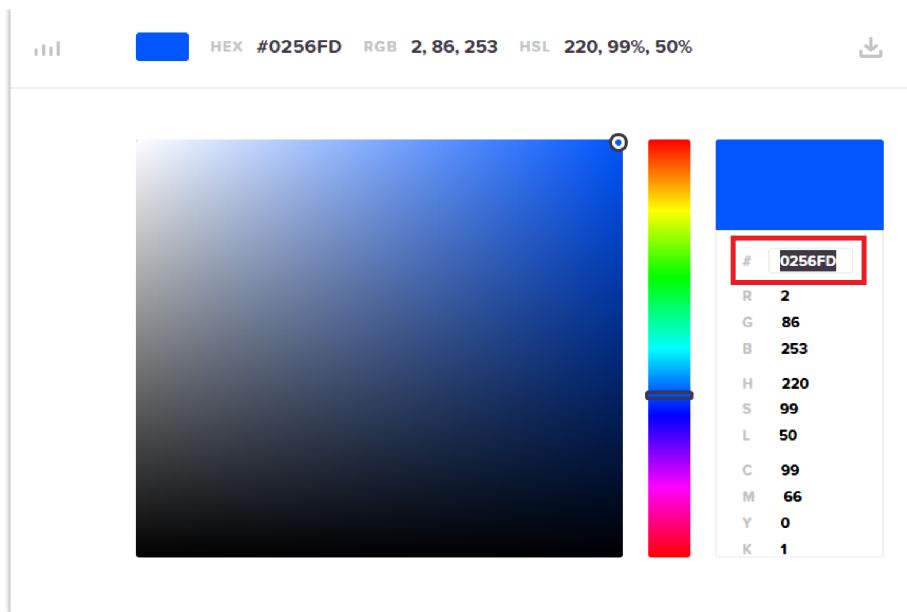 HEX #0256FD RGB 2, 86, 253 HSL 220, 99%, 50%
# 0256FD
R 2
G 86
B 253
H 220
S 99
L 50
C 99
M 66
Y 0
K 1